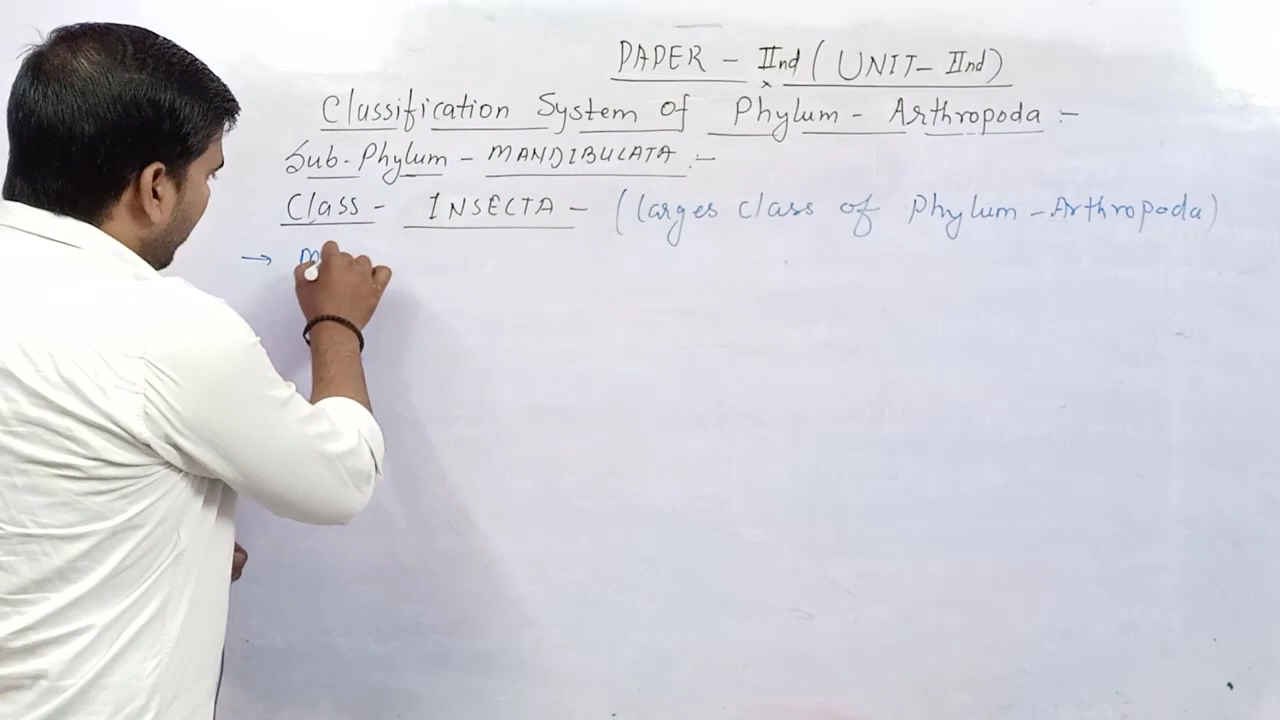 PAPER - IInd (UNIT- IInd)
Classification System of Phylum - Arthropoda :-
Sub-Phylum - MANDIBULATA :-
Class - INSECTA - (larges class of Phylum - Arthropoda)
→ m